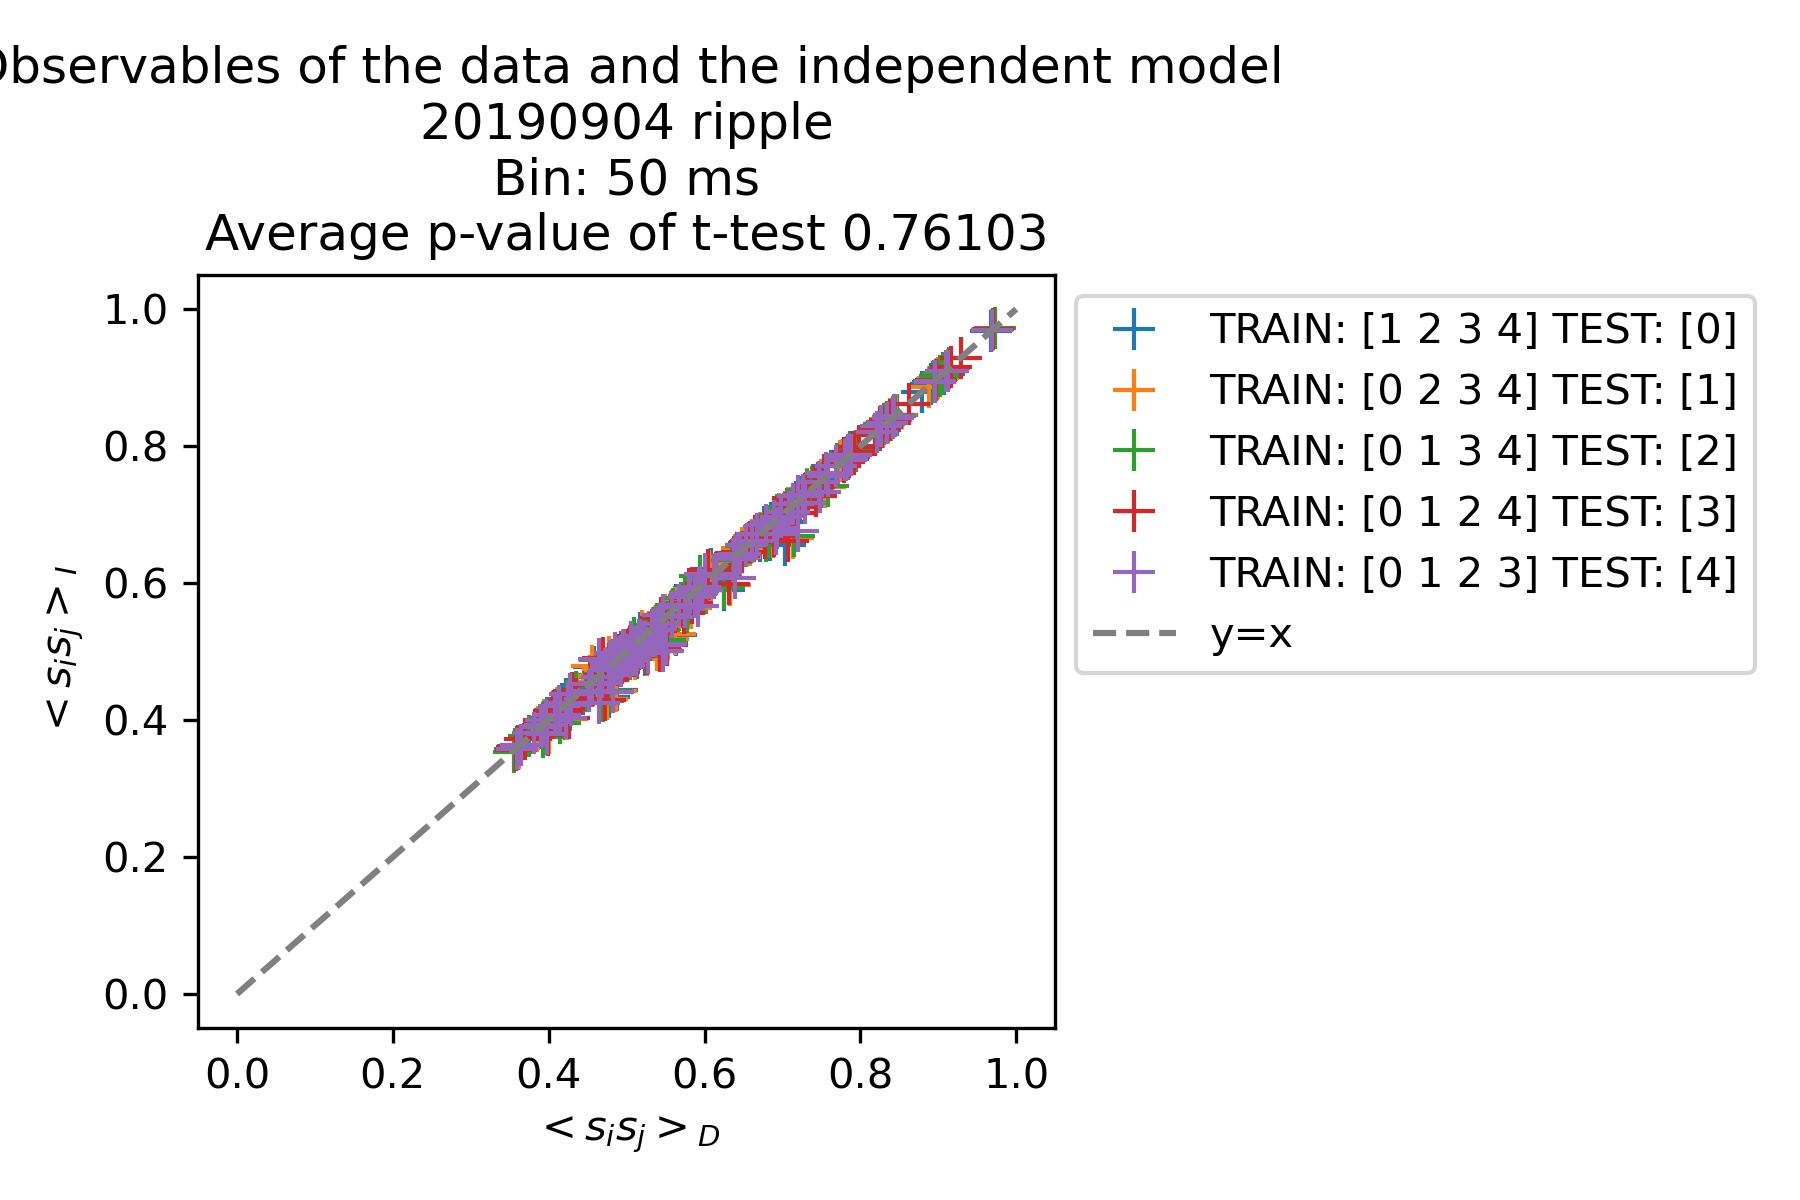 Observables of the data and the independent model
20190904 ripple
Bin: 50 ms
Average p-value of t-test 0.76103
1.0
0.8
0.6
0.4
0.2
0.0
< s_i s_j >_I
0.0 0.2 0.4 0.6 0.8 1.0
< s_i s_j >_D
TRAIN: [1 2 3 4] TEST: [0]
TRAIN: [0 2 3 4] TEST: [1]
TRAIN: [0 1 3 4] TEST: [2]
TRAIN: [0 1 2 4] TEST: [3]
TRAIN: [0 1 2 3] TEST: [4]
y=x